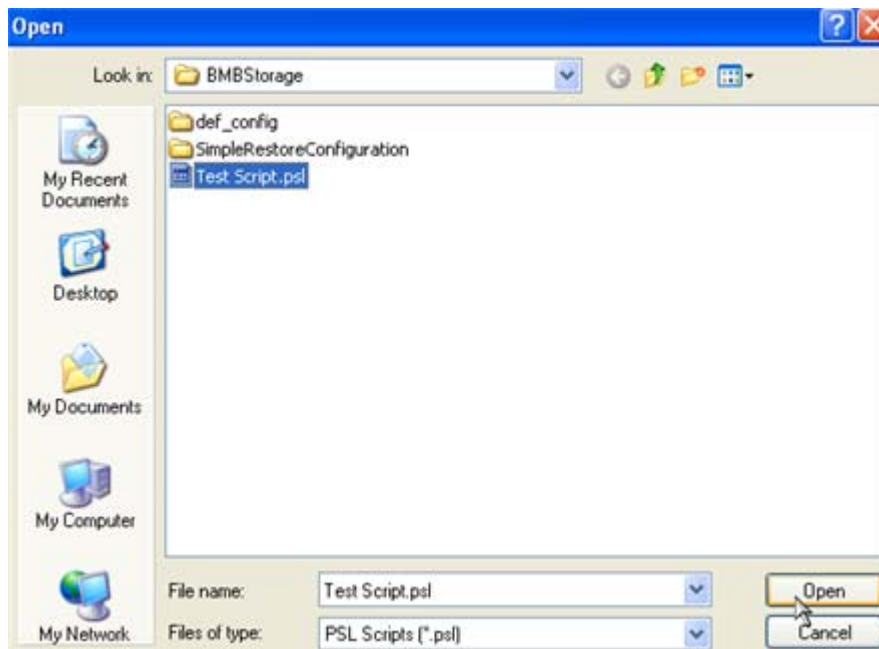 Open
Look in: BMBStorage
def_config
SimpleRestoreConfiguration
Test Script.psl
My Recent
Documents
Desktop
My Documents
My Computer
My Network
File name: Test Script.psl Open
Files of type: PSL Scripts (*.psl) Cancel